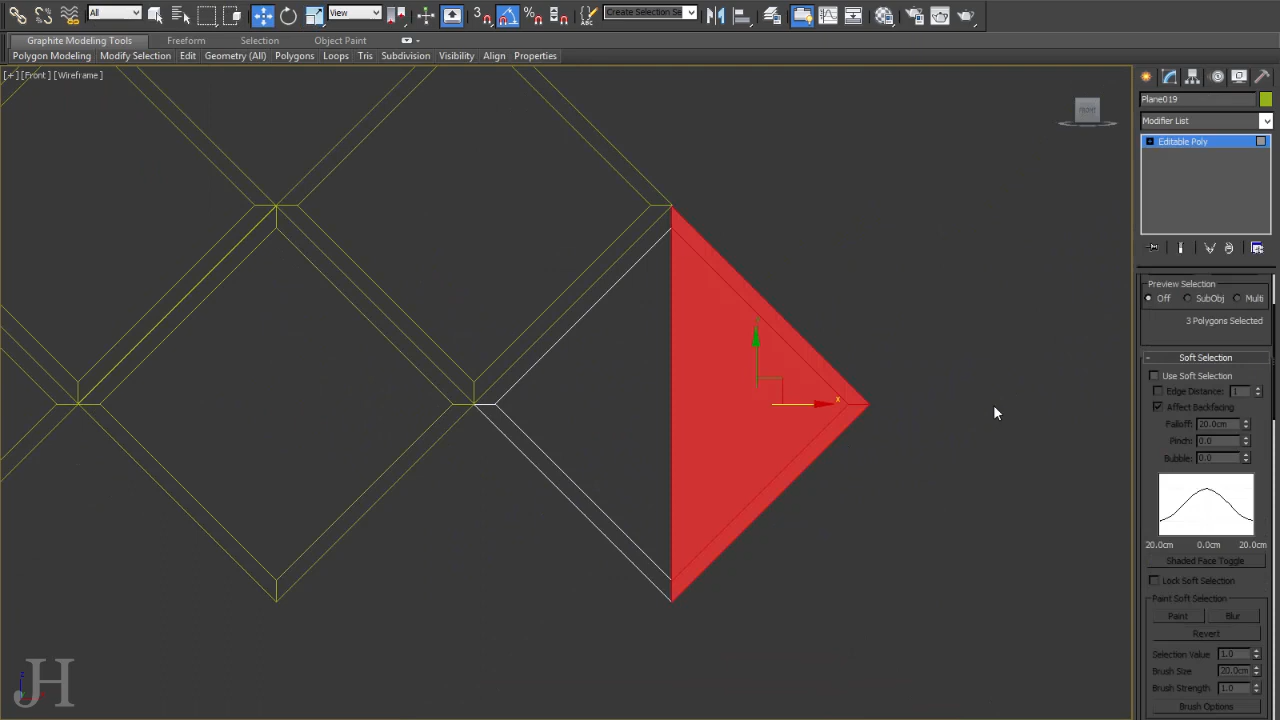 All
View
3
%
ABC
Create Selection Se
Graphite Modeling Tools
Freeform
Selection
Object Paint
Polygon Modeling
Modify Selection
Edit
Geometry (All)
Polygons
Loops
Tris
Subdivision
Visibility
Align
Properties
[+] [Front] [Wireframe]
FRONT
x
z
JH
Plane019
Modifier List
Editable Poly
Preview Selection
Off SubObj Multi
3 Polygons Selected
- Soft Selection
Use Soft Selection
Edge Distance: 1
Affect Backfacing
Falloff: 20.0cm
Pinch: 0.0
Bubble: 0.0
20.0cm 0.0cm 20.0cm
Shaded Face Toggle
Lock Soft Selection
Paint Soft Selection
Paint Blur
Revert
Selection Value 1.0
Brush Size 20.0cm
Brush Strength 1.0
Brush Options